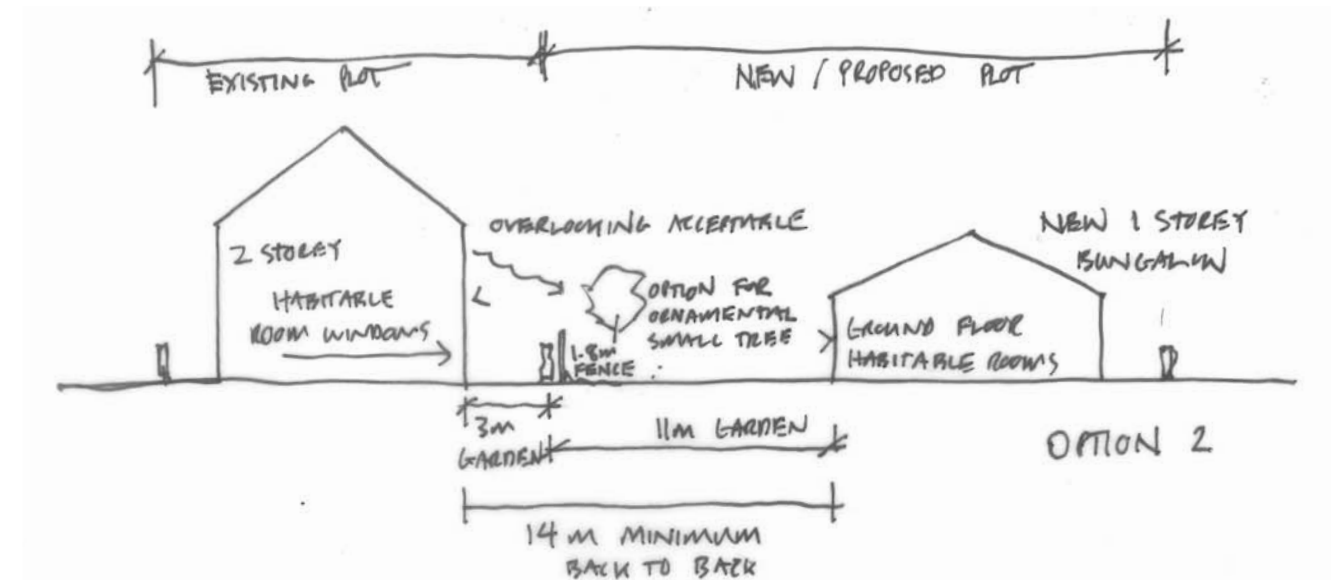 EXISTING PLOT
NEW / PROPOSED PLOT
2 STOREY
HABITABLE
ROOM WINDOWS
OVERLOOKING ACCEPTABLE
OPTION FOR
ORNAMENTAL
SMALL TREE
1.8m
FENCE
NEW 1 STOREY
BUNGALOW
GROUND FLOOR
HABITABLE ROOMS
3m
GARDEN
11m GARDEN
OPTION 2
14 m MINIMUM
BACK TO BACK